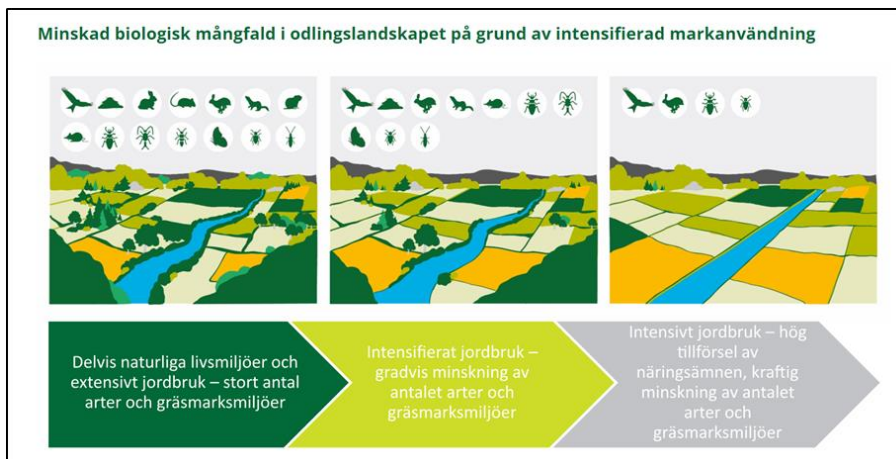 Minskad biologisk mångfald i odlingslandskapet på grund av intensifierad markanvändning
Delvis naturliga livsmiljöer och
extensivt jordbruk – stort antal
arter och gräsmarksmiljöer
Intensifierat jordbruk –
gradvis minskning av
antalet arter och
gräsmarksmiljöer
Intensivt jordbruk – hög
tillförsel av
näringsämnen, kraftig
minskning av antalet
arter och
gräsmarksmiljöer